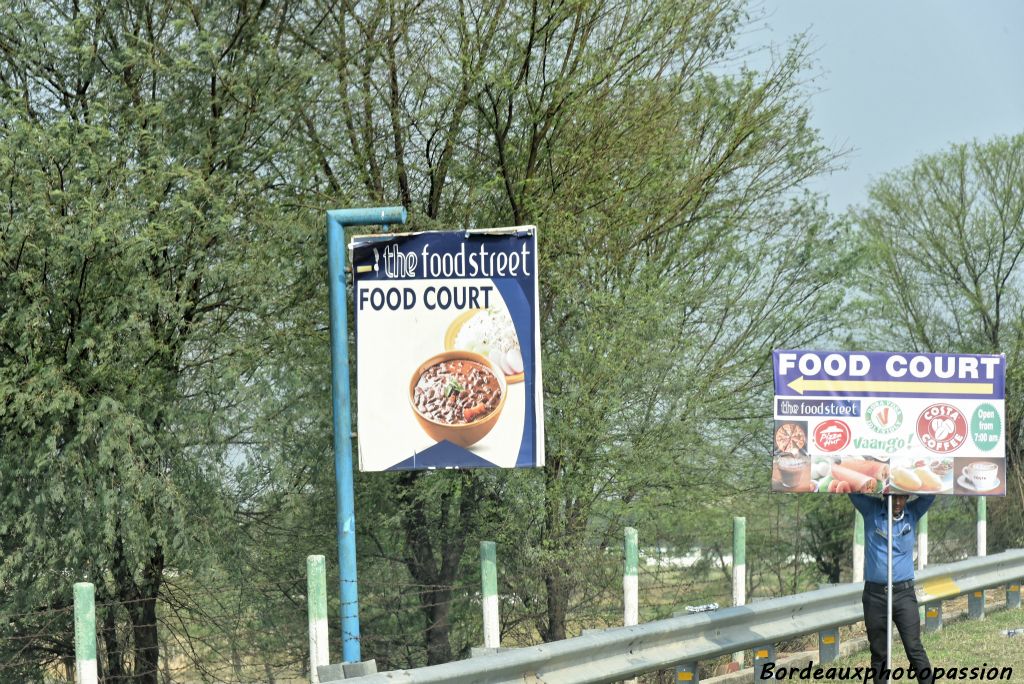 the foodstreet
FOOD COURT
FOOD COURT
the foodstreet
Pizza Hut
Vaango!
COSTA COFFEE
Open from 7:00 am
Bordeauxphotopassion